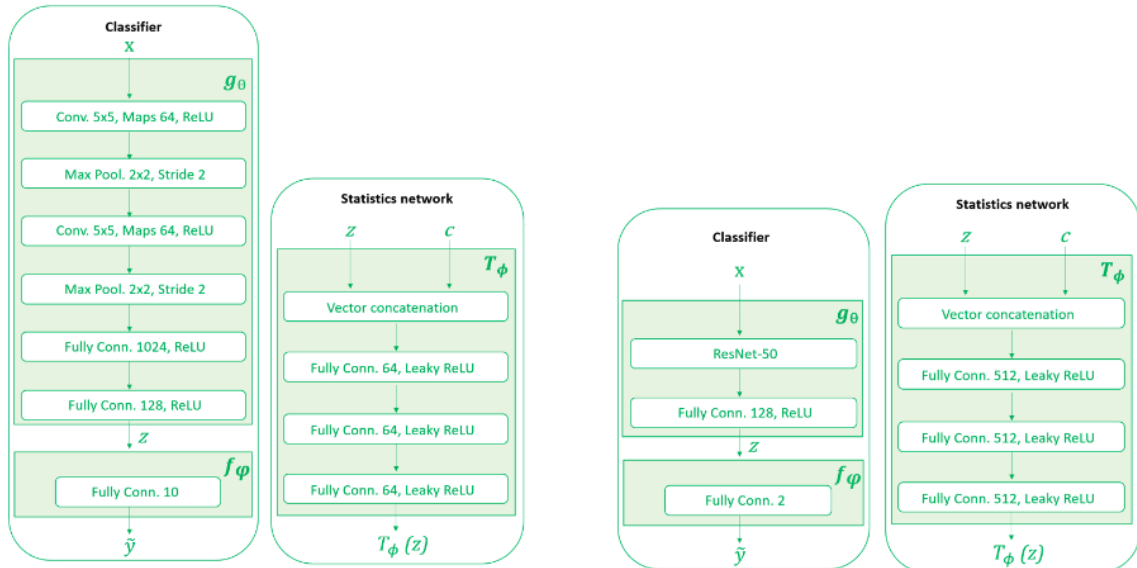 Classifier
x
gθ
Conv. 5x5, Maps 64, ReLU
Max Pool. 2x2, Stride 2
Conv. 5x5, Maps 64, ReLU
Max Pool. 2x2, Stride 2
Fully Conn. 1024, ReLU
Fully Conn. 128, ReLU
z
fφ
Fully Conn. 10
ỹ
Statistics network
z c
Tϕ
Vector concatenation
Fully Conn. 64, Leaky ReLU
Fully Conn. 64, Leaky ReLU
Fully Conn. 64, Leaky ReLU
Tϕ (z)
Classifier
x
gθ
ResNet-50
Fully Conn. 128, ReLU
z
fφ
Fully Conn. 2
ỹ
Statistics network
z c
Tϕ
Vector concatenation
Fully Conn. 512, Leaky ReLU
Fully Conn. 512, Leaky ReLU
Fully Conn. 512, Leaky ReLU
Tϕ (z)